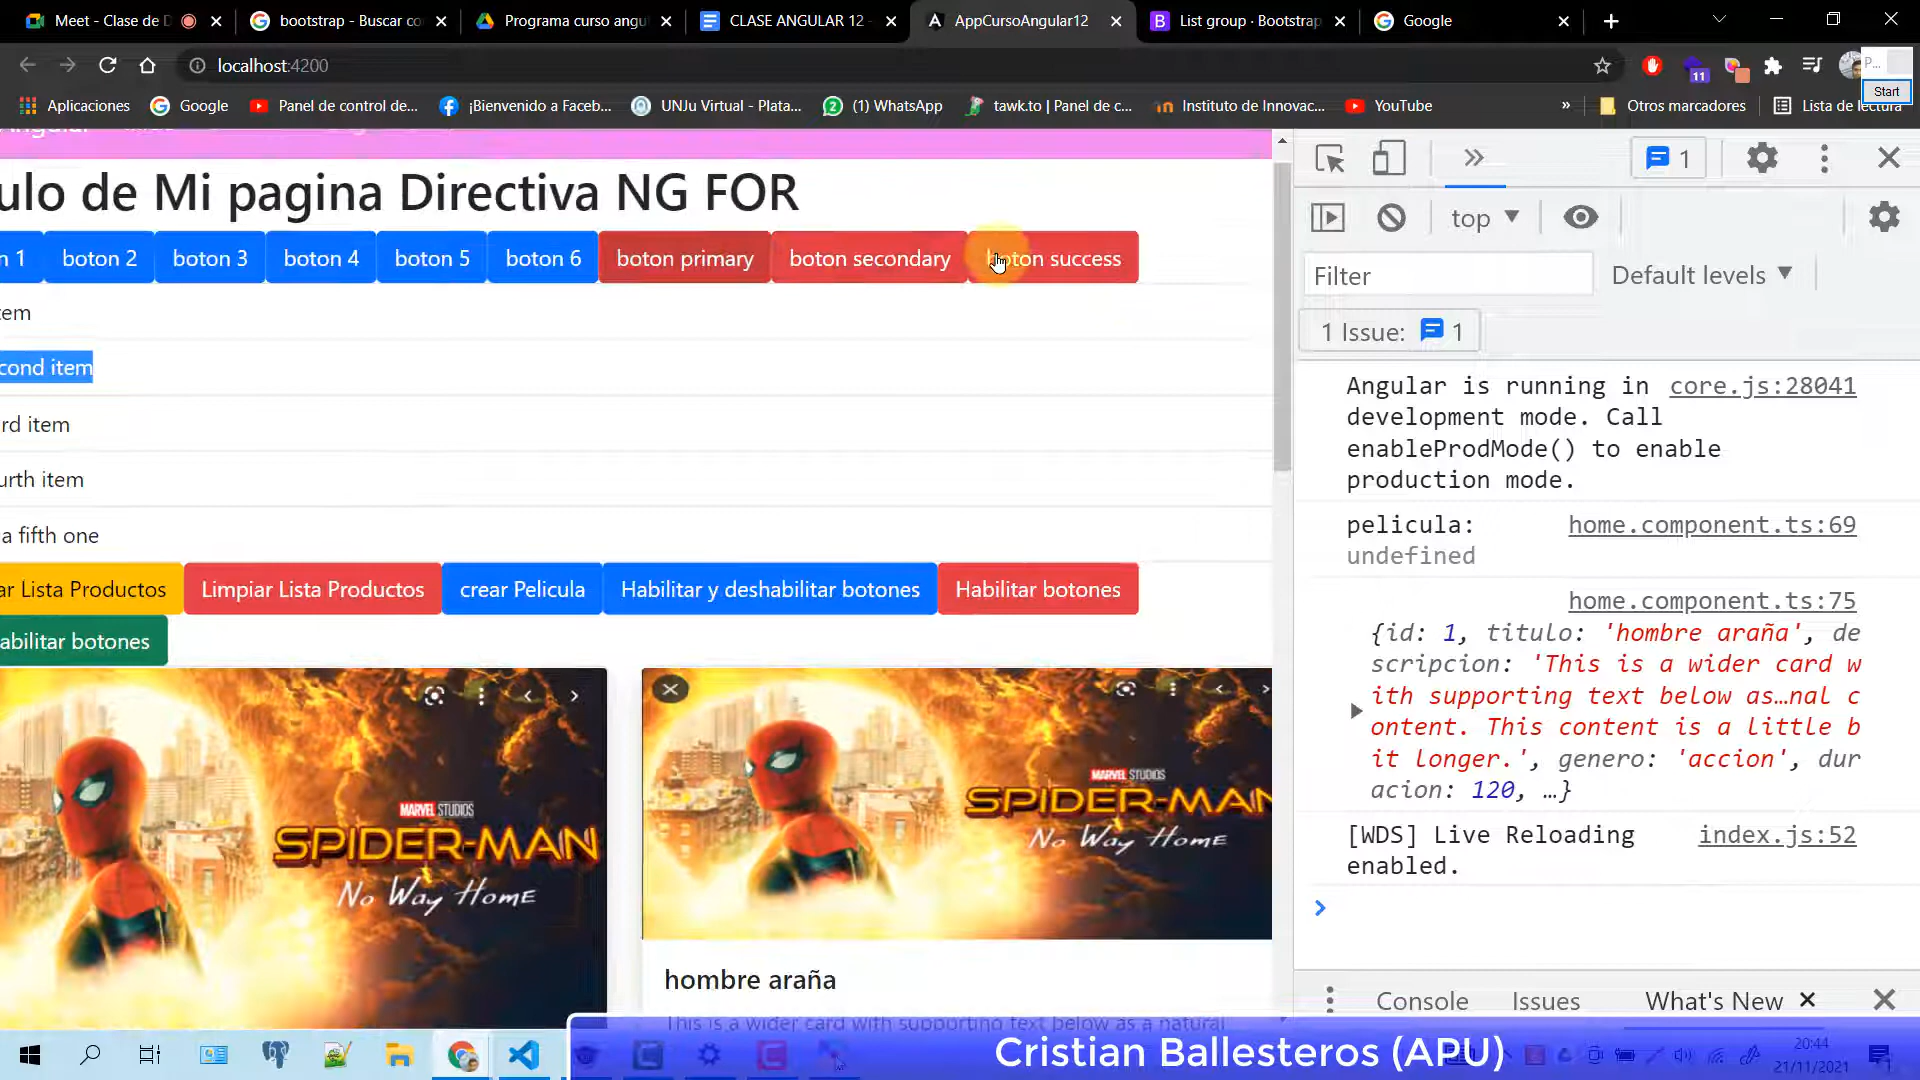 Meet - Clase de D
bootstrap - Buscar co
Programa curso angu
CLASE ANGULAR 12 -
AppCursoAngular12
List group · Bootstrap
Google
localhost:4200
11
P...
Start
Aplicaciones
Google
Panel de control de...
¡Bienvenido a Faceb...
UNJu Virtual - Plata...
(1) WhatsApp
tawk.to | Panel de c...
Instituto de Innovac...
YouTube
»
Otros marcadores
Lista de lectura
Angular
ulo de Mi pagina Directiva NG FOR
n 1
boton 2
boton 3
boton 4
boton 5
boton 6
boton primary
boton secondary
boton success
tem
cond item
rd item
urth item
a fifth one
ar Lista Productos
Limpiar Lista Productos
crear Pelicula
Habilitar y deshabilitar botones
Habilitar botones
abilitar botones
MARVEL STUDIOS
SPIDER-MAN
No Way Home
MARVEL STUDIOS
SPIDER-MAN
No Way Home
hombre araña
This is a wider card with supporting text below as a natural
1
top
Filter
Default levels
1 Issue: 1
Angular is running in core.js:28041
development mode. Call
enableProdMode() to enable
production mode.
pelicula: home.component.ts:69
undefined
home.component.ts:75
{id: 1, titulo: 'hombre araña', de
scripcion: 'This is a wider card w
ith supporting text below as…nal c
ontent. This content is a little b
it longer.', genero: 'accion', dur
acion: 120, …}
[WDS] Live Reloading index.js:52
enabled.
Console
Issues
What's New
Cristian Ballesteros (APU)
20:44
21/11/2021